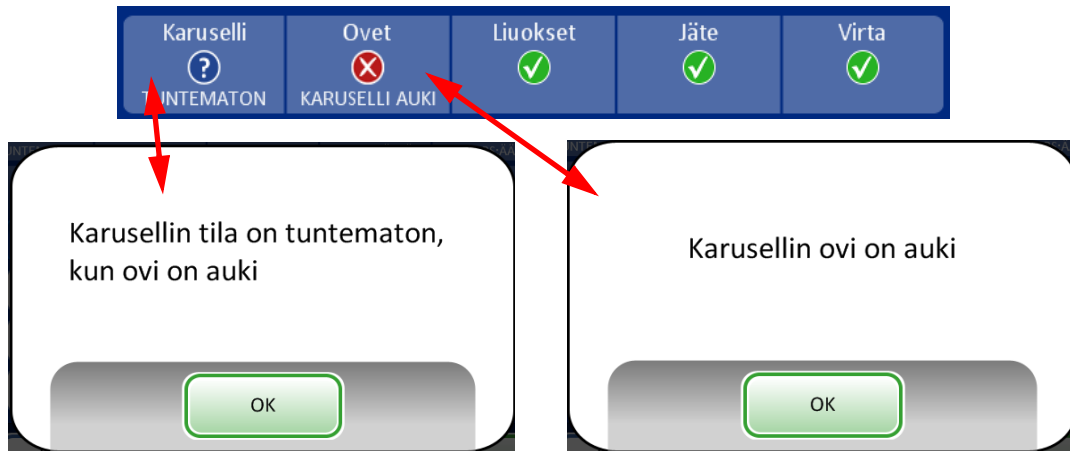 Karuselli
Ovet
Liuokset
Jäte
Virta
TUNTEMATON
KARUSELLI AUKI
Karusellin tila on tuntematon,
kun ovi on auki
OK
Karusellin ovi on auki
OK